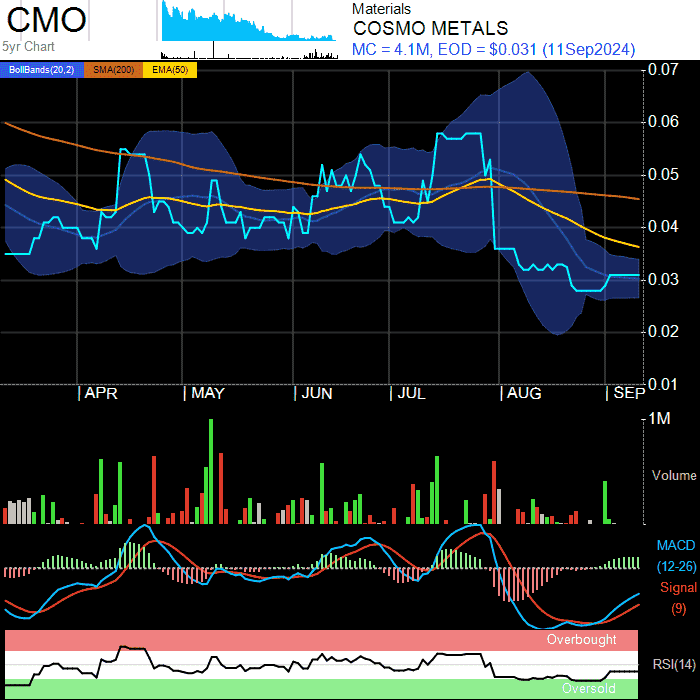 CMO
5yr Chart
Materials
COSMO METALS
MC = 4.1M, EOD = $0.031 (11Sep2024)
BollBands(20,2) SMA(200) EMA(50)
0.07
0.06
0.05
0.04
0.03
0.02
0.01
APR MAY JUN JUL AUG SEP
1M
Volume
MACD
(12-26)
Signal
(9)
Overbought
RSI(14)
Oversold